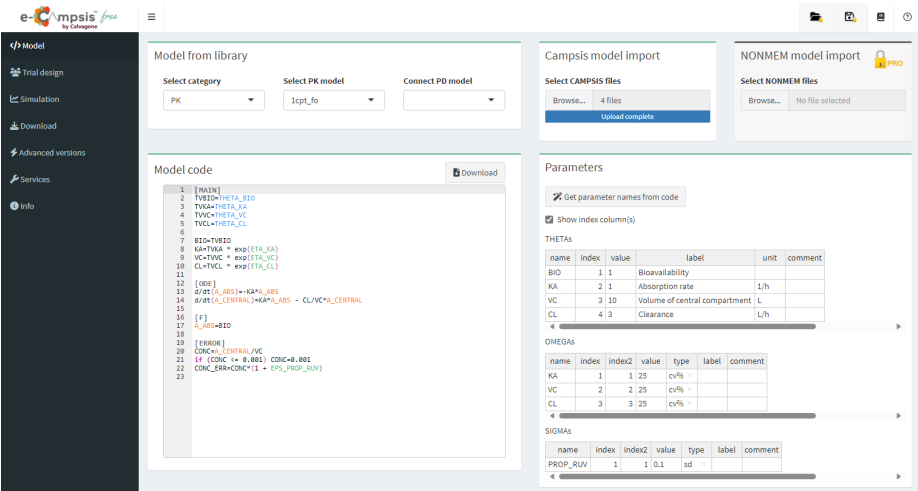 e-Campsis™ free
by Calvagone
Model
Trial design
Simulation
Download
Advanced versions
Services
Info
Model from library
Select category
Select PK model
Connect PD model
PK
1cpt_fo
Campsis model import
Select CAMPSIS files
Browse... 4 files
Upload complete
NONMEM model import
PRO
Select NONMEM files
Browse... No file selected
Model code
Download
1 [MAIN]
2 TVBIO=THETA_BIO
3 TVKA=THETA_KA
4 TVVC=THETA_VC
5 TVCL=THETA_CL
6
7 BIO=TVBIO
8 KA=TVKA * exp(ETA_KA)
9 VC=TVVC * exp(ETA_VC)
10 CL=TVCL * exp(ETA_CL)
11
12 [ODE]
13 d/dt(A_ABS)=-KA*A_ABS
14 d/dt(A_CENTRAL)=KA*A_ABS - CL/VC*A_CENTRAL
15
16 [F]
17 A_ABS=BIO
18
19 [ERROR]
20 CONC=A_CENTRAL/VC
21 if (CONC <= 0.001) CONC=0.001
22 CONC_ERR=CONC*(1 + EPS_PROP_RUV)
23
Parameters
Get parameter names from code
Show index column(s)
THETAs
name index value label unit comment
BIO 1 1 Bioavailability
KA 2 1 Absorption rate 1/h
VC 3 10 Volume of central compartment L
CL 4 3 Clearance L/h
OMEGAs
name index index2 value type label comment
KA 1 1 25 cv%
VC 2 2 25 cv%
CL 3 3 25 cv%
SIGMAs
name index index2 value type label comment
PROP_RUV 1 1 0.1 sd